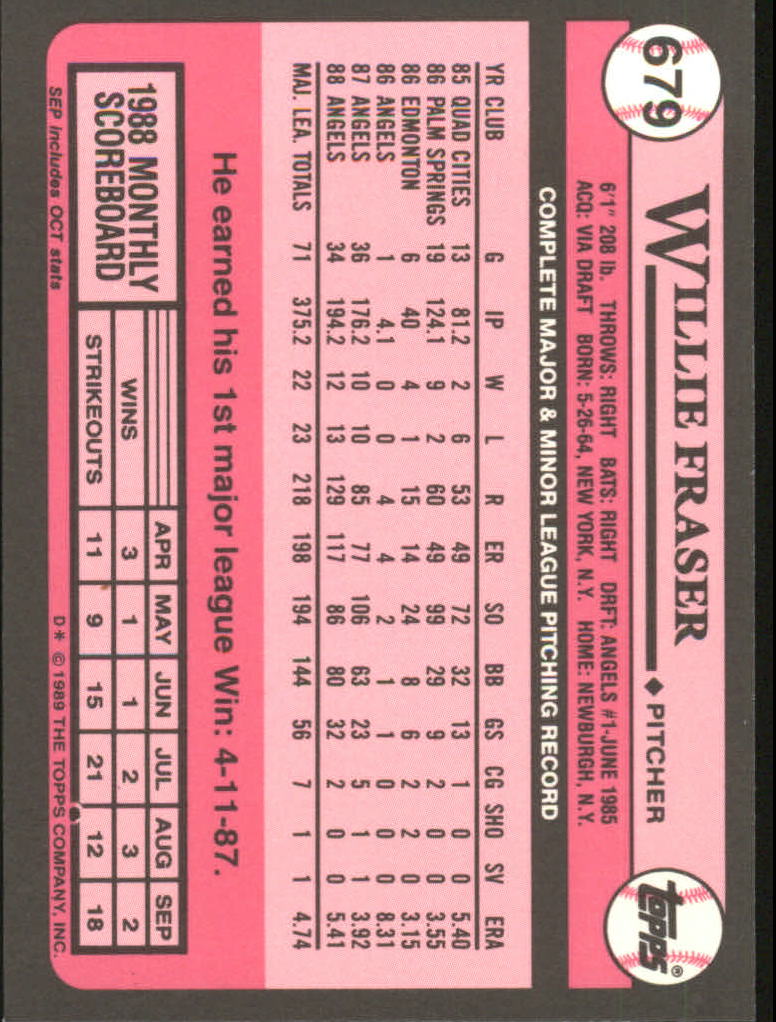 679
WILLIE FRASER ◆ PITCHER
TOPPS®
6'1" 208 lb. THROWS: RIGHT BATS: RIGHT DRFT: ANGELS #1-JUNE 1985
ACQ: VIA DRAFT BORN: 5-26-64, NEW YORK, N.Y. HOME: NEWBURGH, N.Y.
COMPLETE MAJOR & MINOR LEAGUE PITCHING RECORD
YR CLUB G IP W L R ER SO BB GS CG SHO SV ERA
85 QUAD CITIES 13 81.2 2 6 53 49 72 32 13 1 0 0 5.40
86 PALM SPRINGS 19 124.1 9 2 60 49 99 29 9 2 0 0 3.55
86 EDMONTON 6 40 4 1 15 14 24 8 6 2 2 0 3.15
86 ANGELS 1 4.1 0 0 4 4 2 1 1 0 0 0 8.31
87 ANGELS 36 176.2 10 10 85 77 106 63 23 5 1 1 3.92
88 ANGELS 34 194.2 12 13 129 117 86 80 32 2 0 0 5.41
MAJ. LEA. TOTALS 71 375.2 22 23 218 198 194 144 56 7 1 1 4.74
He earned his 1st major league Win: 4-11-87.
1988 MONTHLY
SCOREBOARD
APR MAY JUN JUL AUG SEP
WINS 3 1 1 2 3 2
STRIKEOUTS 11 9 15 21 12 18
SEP includes OCT stats
D* © 1989 THE TOPPS COMPANY, INC.